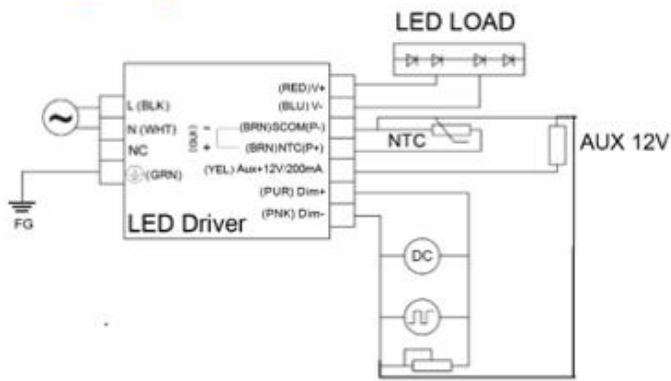 LED LOAD
(RED)V+
L (BLK)
(BLU) V-
N (WHT)
- (BRN)SCOM(P-)
NTC
AUX 12V
NC
+ (BRN)NTC(P+)
(YEL) Aux+12V/200mA
(GRN)
(PUR) Dim+
FG
LED Driver
(PNK) Dim-
DC